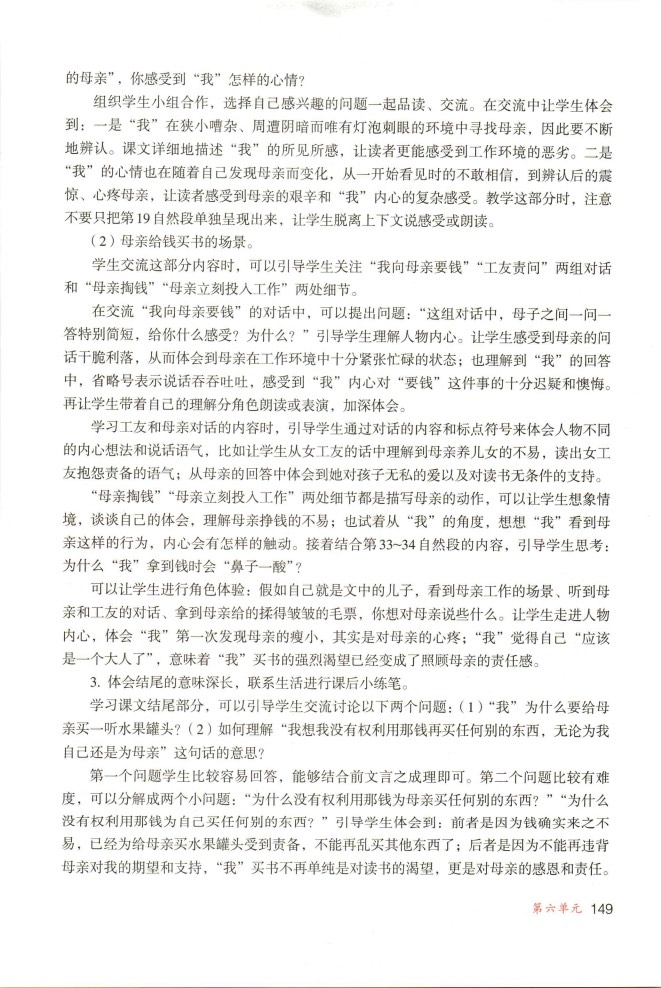 的母亲”，你感受到“我”怎样的心情？
组织学生小组合作，选择自己感兴趣的问题一起品读、交流。在交流中让学生体会
到：一是“我”在狭小嘈杂、周遭阴暗而唯有灯泡刺眼的环境中寻找母亲，因此要不断
地辨认。课文详细地描述“我”的所见所感，让读者更能感受到工作环境的恶劣。二是
“我”的心情也在随着自己发现母亲而变化，从一开始看见时的不敢相信，到辨认后的震
惊、心疼母亲，让读者感受到母亲的艰辛和“我”内心的复杂感受。教学这部分时，注意
不要只把第19自然段单独呈现出来，让学生脱离上下文说感受或朗读。
（2）母亲给钱买书的场景。
学生交流这部分内容时，可以引导学生关注“我向母亲要钱”“工友责问”两组对话
和“母亲掏钱”“母亲立刻投入工作”两处细节。
在交流“我向母亲要钱”的对话中，可以提出问题：“这组对话中，母子之间一问一
答特别简短，给你什么感受？为什么？”引导学生理解人物内心。让学生感受到母亲的问
话干脆利落，从而体会到母亲在工作环境中十分紧张忙碌的状态；也理解到“我”的回答
中，省略号表示说话吞吞吐吐，感受到“我”内心对“要钱”这件事的十分迟疑和懊悔。
再让学生带着自己的理解分角色朗读或表演，加深体会。
学习工友和母亲对话的内容时，引导学生通过对话的内容和标点符号来体会人物不同
的内心想法和说话语气，比如让学生从女工友的话中理解到母亲养儿女的不易，读出女工
友抱怨责备的语气；从母亲的回答中体会到她对孩子无私的爱以及对读书无条件的支持。
“母亲掏钱”“母亲立刻投入工作”两处细节都是描写母亲的动作，可以让学生想象情
境，谈谈自己的体会，理解母亲挣钱的不易；也试着从“我”的角度，想想“我”看到母
亲这样的行为，内心会有怎样的触动。接着结合第33~34自然段的内容，引导学生思考：
为什么“我”拿到钱时会“鼻子一酸”？
可以让学生进行角色体验：假如自己就是文中的儿子，看到母亲工作的场景、听到母
亲和工友的对话、拿到母亲给的揉得皱皱的毛票，你想对母亲说些什么。让学生走进人物
内心，体会“我”第一次发现母亲的瘦小，其实是对母亲的心疼；“我”觉得自己“应该
是一个大人了”，意味着“我”买书的强烈渴望已经变成了照顾母亲的责任感。
3. 体会结尾的意味深长，联系生活进行课后小练笔。
学习课文结尾部分，可以引导学生交流讨论以下两个问题：（1）“我”为什么要给母
亲买一听水果罐头？（2）如何理解“我想我没有权利用那钱再买任何别的东西，无论为我
自己还是为母亲”这句话的意思？
第一个问题学生比较容易回答，能够结合前文言之成理即可。第二个问题比较有难
度，可以分解成两个小问题：“为什么没有权利用那钱为母亲买任何别的东西？”“为什么
没有权利用那钱为自己买任何别的东西？”引导学生体会到：前者是因为钱确实来之不
易，已经为给母亲买水果罐头受到责备，不能再乱买其他东西了；后者是因为不能再违背
母亲对我的期望和支持，“我”买书不再单纯是对读书的渴望，更是对母亲的感恩和责任。
第六单元 149